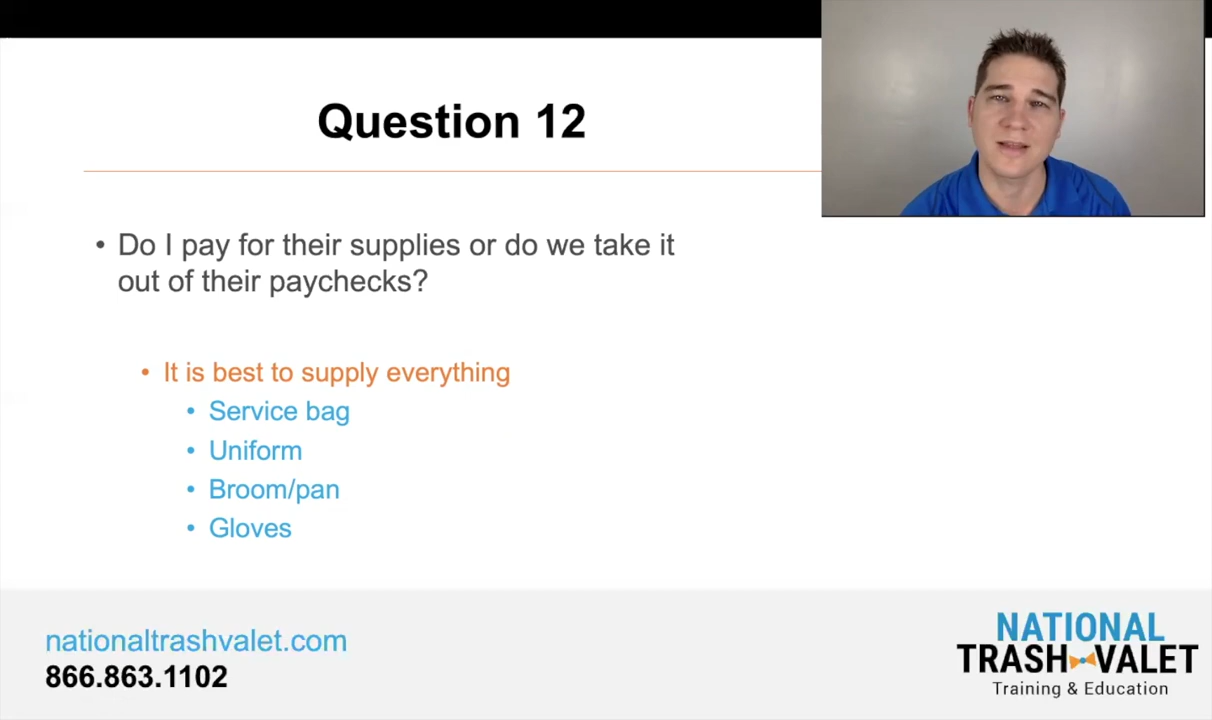 Question 12
• Do I pay for their supplies or do we take it
out of their paychecks?
• It is best to supply everything
• Service bag
• Uniform
• Broom/pan
• Gloves
nationaltrashvalet.com
866.863.1102
NATIONAL
TRASH VALET
Training & Education